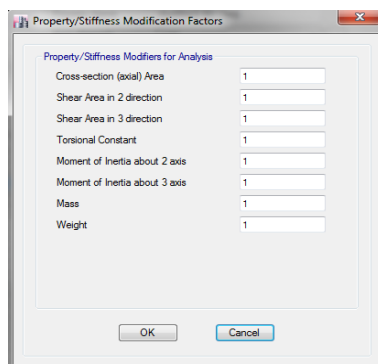 Property/Stiffness Modification Factors
Property/Stiffness Modifiers for Analysis
Cross-section (axial) Area 1
Shear Area in 2 direction 1
Shear Area in 3 direction 1
Torsional Constant 1
Moment of Inertia about 2 axis 1
Moment of Inertia about 3 axis 1
Mass 1
Weight 1
OK Cancel